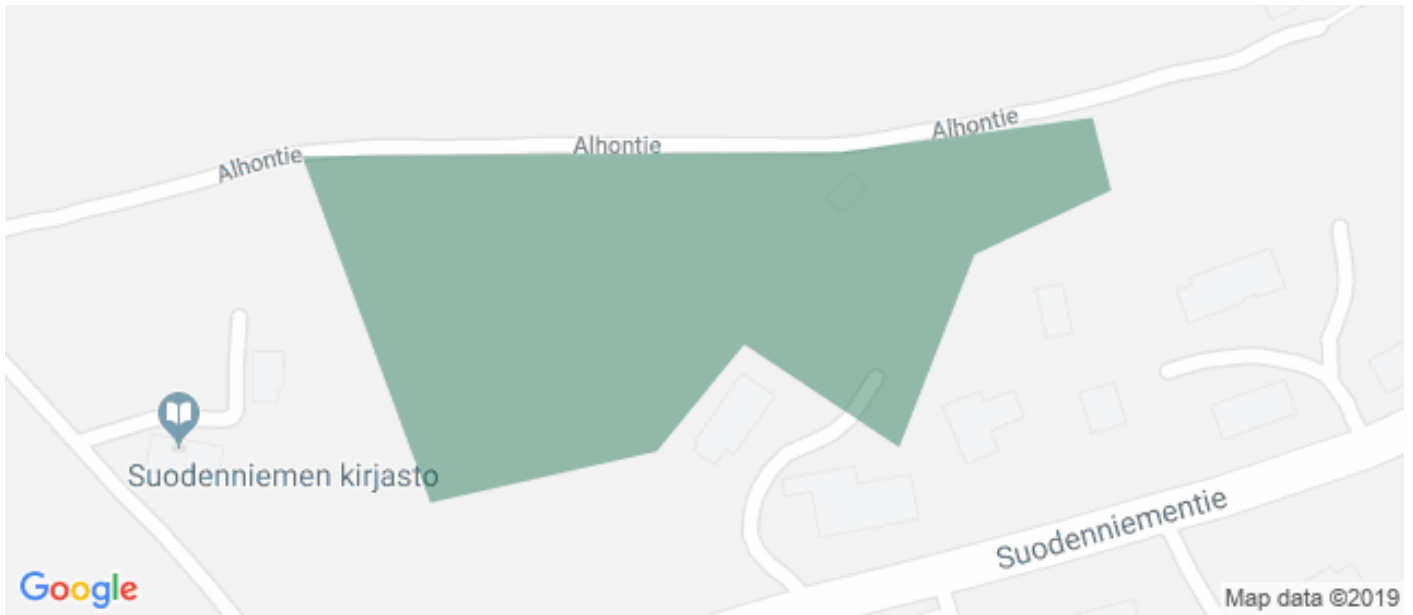 Alhontie
Alhontie
Alhontie
Suodenniemen kirjasto
Suodenniementie
Google
Map data ©2019